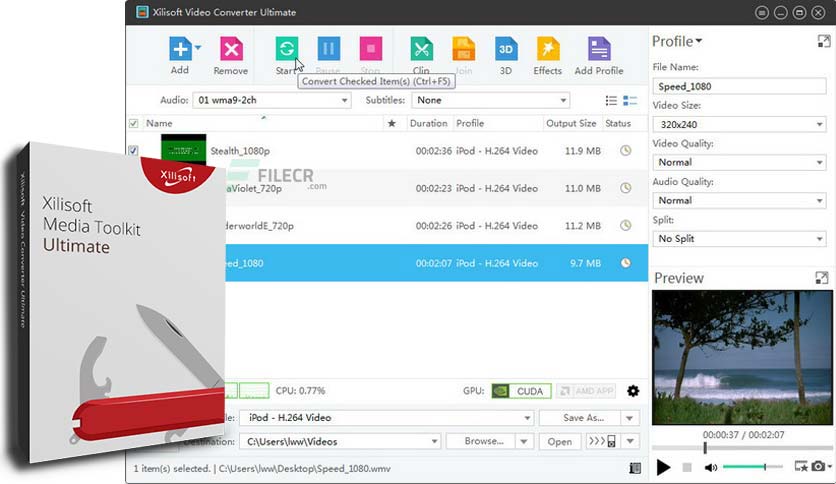 Xilisoft Video Converter Ultimate
Add Remove Start Pause Stop Clip Join 3D 3D Effects Add Profile
Convert Checked Item(s) (Ctrl+F5)
Audio: 01 wma9-2ch Subtitles: None
Name ★ Duration Profile Output Size Status
Stealth_1080p 00:02:36 iPod - H.264 Video 11.9 MB
FILECR
.com
aViolet_720p 00:02:23 iPod - H.264 Video 11.0 MB
derworldE_720p 00:02:26 iPod - H.264 Video 11.2 MB
eed_1080 00:02:07 iPod - H.264 Video 9.7 MB
CPU: 0.77% GPU: CUDA AMD APP
le: iPod - H.264 Video Save As...
Destination: C:\Users\lww\Videos Browse... Open
1 item(s) selected. | C:\Users\lww\Desktop\Speed_1080.wmv
Profile
File Name:
Speed_1080
Video Size:
320x240
Video Quality:
Normal
Audio Quality:
Normal
Split:
No Split
Preview
00:00:37 / 00:02:07
Xilisoft
Xilisoft
Media Toolkit
Ultimate
Xilisoft Video Converter Ultimate